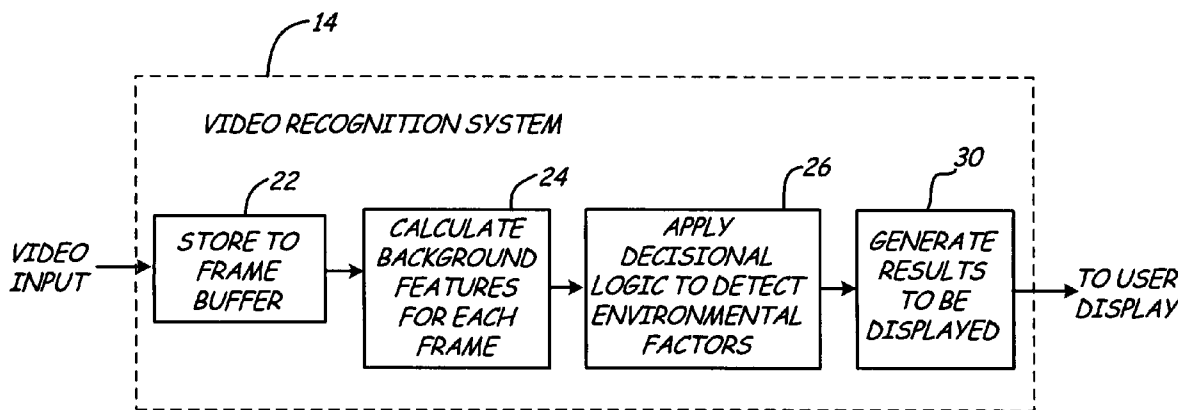 14
VIDEO RECOGNITION SYSTEM
22
24
26
30
VIDEO
INPUT
STORE TO
FRAME
BUFFER
CALCULATE
BACKGROUND
FEATURES
FOR EACH
FRAME
APPLY
DECISIONAL
LOGIC TO DETECT
ENVIRONMENTAL
FACTORS
GENERATE
RESULTS
TO BE
DISPLAYED
TO USER
DISPLAY